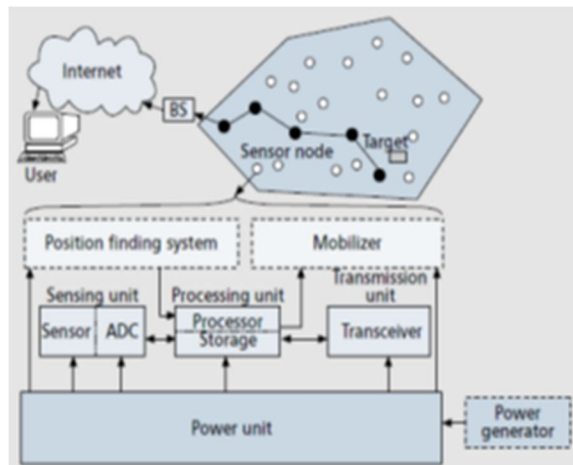 Internet
BS
Target
Sensor node
User
Position finding system
Mobilizer
Transmission
unit
Sensing unit
Processing unit
Sensor
ADC
Processor
Storage
Transceiver
Power unit
Power
generator